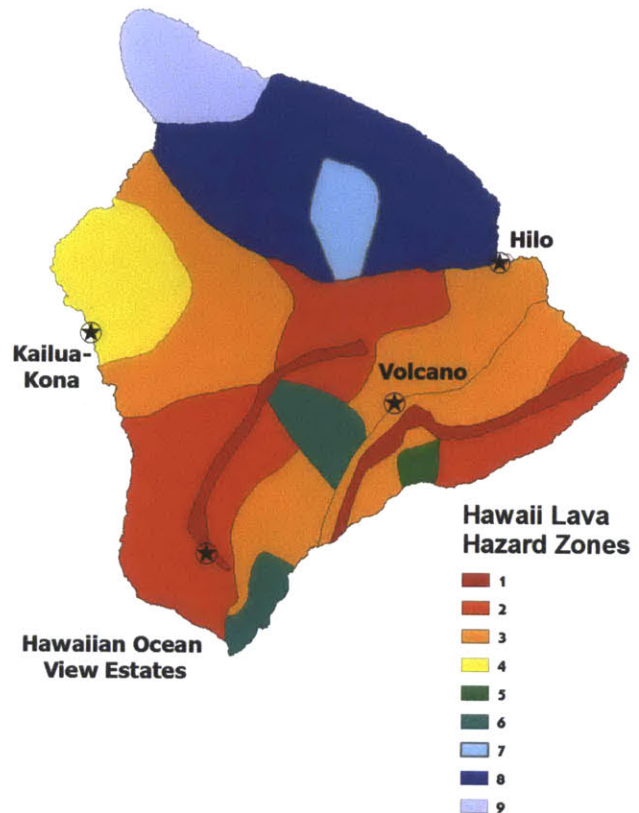 Hilo
Kailua-
Kona
Volcano
Hawaii Lava
Hazard Zones
1
2
3
4
5
6
7
8
9
Hawaiian Ocean
View Estates